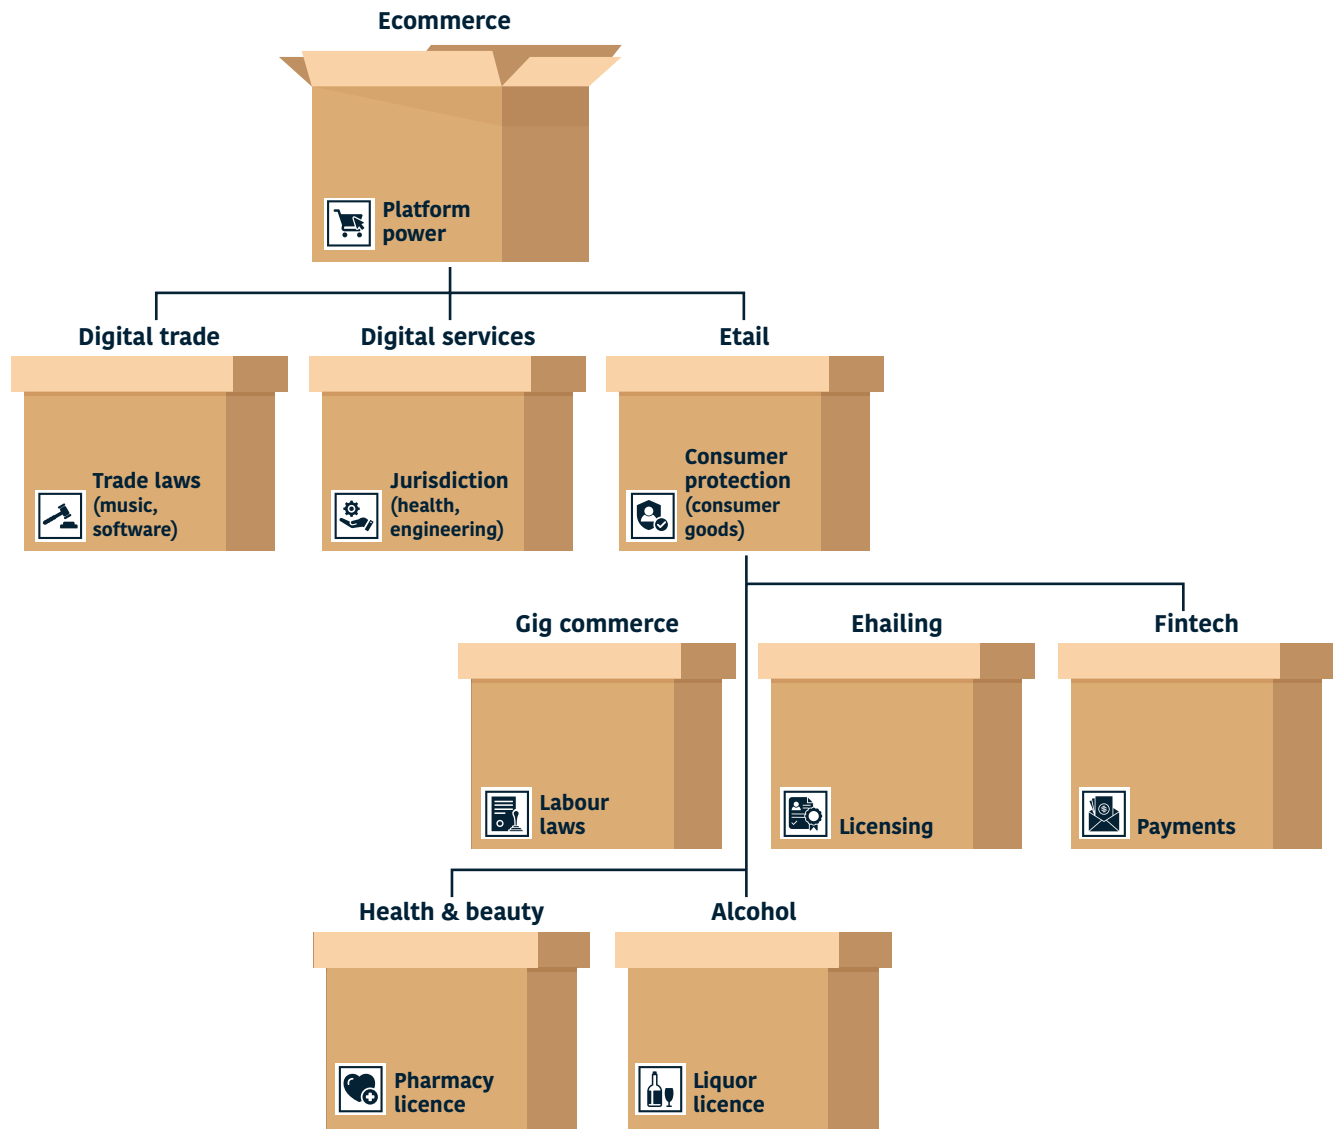 Ecommerce
Platform
power
Digital trade
Digital services
Etail
Trade laws
(music,
software)
Jurisdiction
(health,
engineering)
Consumer
protection
(consumer
goods)
Gig commerce
Ehailing
Fintech
Labour
laws
Licensing
Payments
Health & beauty
Alcohol
Pharmacy
licence
Liquor
licence